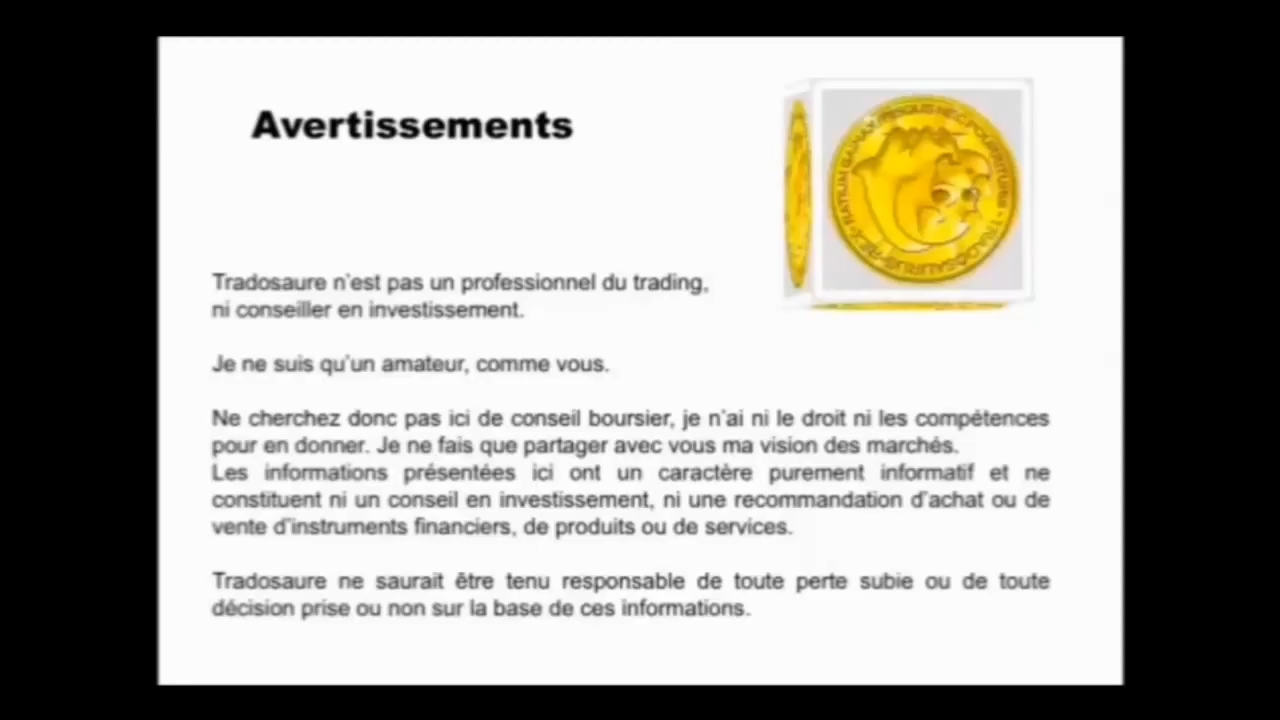 Avertissements
Tradosaure n'est pas un professionnel du trading,
ni conseiller en investissement.
Je ne suis qu'un amateur, comme vous.
Ne cherchez donc pas ici de conseil boursier, je n'ai ni le droit ni les compétences
pour en donner. Je ne fais que partager avec vous ma vision des marchés.
Les informations présentées ici ont un caractère purement informatif et ne
constituent ni un conseil en investissement, ni une recommandation d'achat ou de
vente d'instruments financiers, de produits ou de services.
Tradosaure ne saurait être tenu responsable de toute perte subie ou de toute
décision prise ou non sur la base de ces informations.